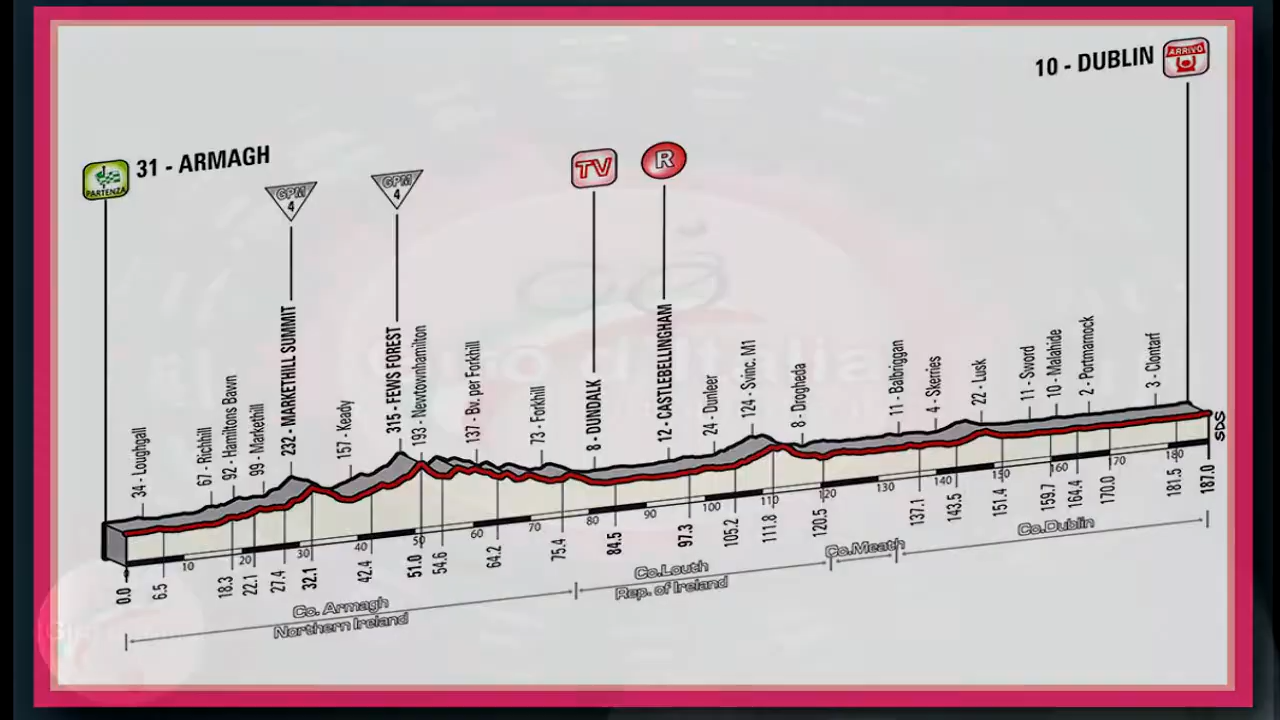 10 - DUBLIN
ARRIVO
31 - ARMAGH
PARTENZA
GPM
4
GPM
4
TV
R
34 - Loughgall
67 - Richhill
92 - Hamiltons Bawn
99 - Markethill
232 - MARKETHILL SUMMIT
157 - Keady
315 - FEWS FOREST
193 - Newtownhamilton
137 - Bv. per Forkhill
73 - Forkhill
8 - DUNDALK
12 - CASTLEBELLINGHAM
24 - Dunleer
124 - Svinc. M1
8 - Drogheda
11 - Balbriggan
4 - Skerries
22 - Lusk
11 - Sword
10 - Malahide
2 - Portmarnock
3 - Clontarf
SDS
10
20
30
40
50
60
70
80
90
100
110
120
130
140
150
160
170
180
0.0
6.5
18.3
22.1
27.4
32.1
42.4
51.0
54.6
64.2
75.4
84.5
97.3
105.2
111.8
120.5
137.1
143.5
151.4
159.7
164.4
170.0
181.5
187.0
Co. Armagh
Northern Ireland
Co.Louth
Rep. of Ireland
Co.Meath
Co.Dublin
Giro d'Italia